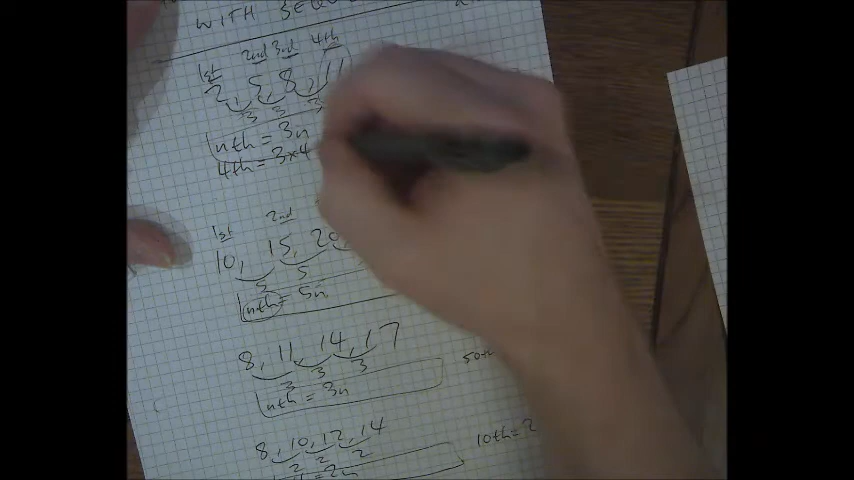 WITH
1st 2nd 3rd 4th
2, 5, 8, 11
3 3 3
nth = 3n
4th = 3x4
1st 2nd
10, 15, 20,
5 5
nth = 5n
8, 11, 14, 17
3 3 3
nth = 3n
50th
8, 10, 12, 14
2 2 2
10th = ?
= 2n